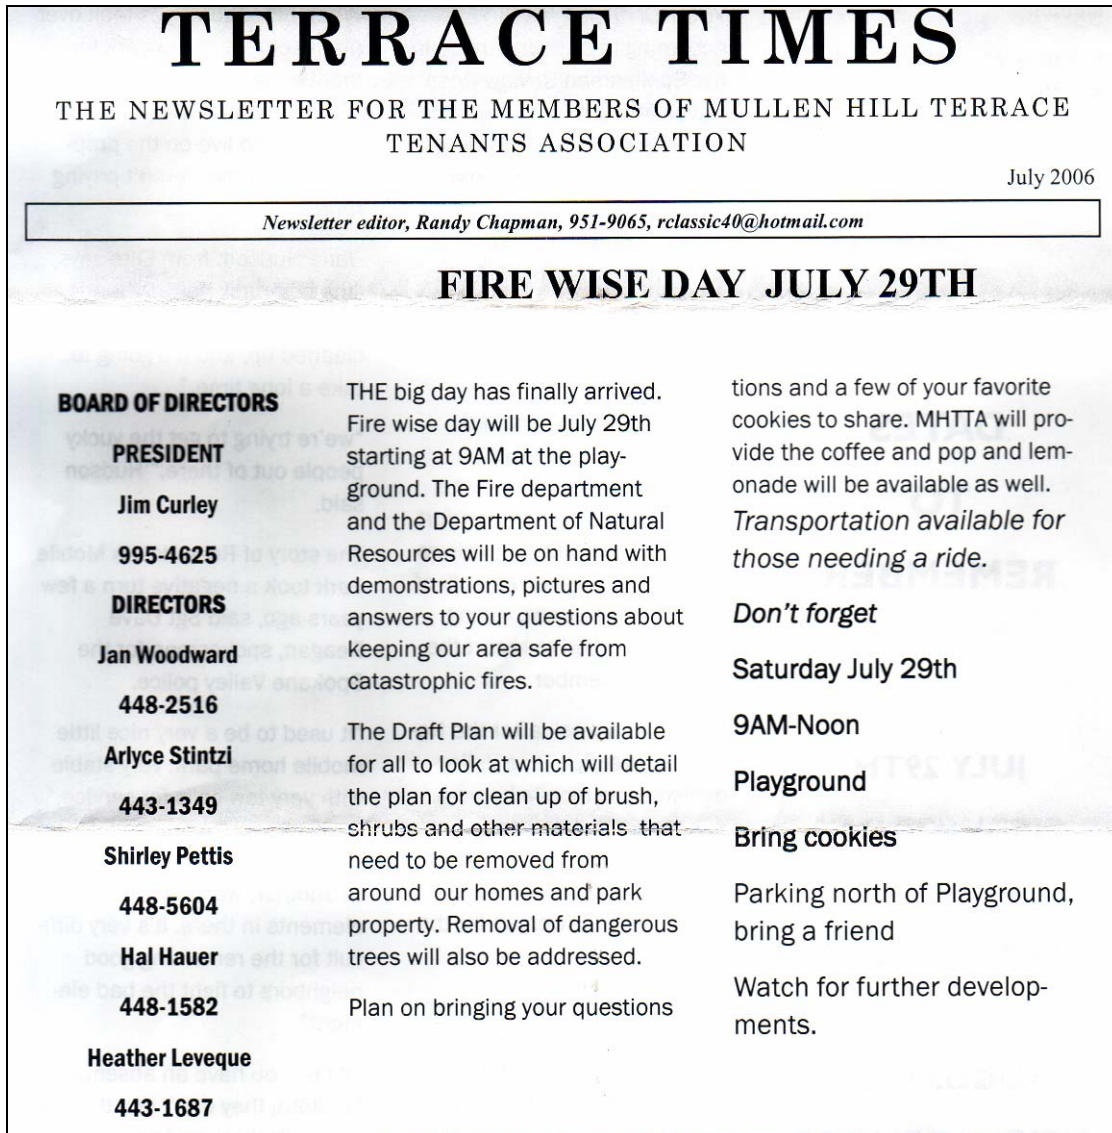 TERRACE TIMES
THE NEWSLETTER FOR THE MEMBERS OF MULLEN HILL TERRACE
TENANTS ASSOCIATION
July 2006
Newsletter editor, Randy Chapman, 951-9065, rclassic40@hotmail.com
FIRE WISE DAY JULY 29TH
BOARD OF DIRECTORS
PRESIDENT
Jim Curley
995-4625
DIRECTORS
Jan Woodward
448-2516
Arlyce Stintzi
443-1349
Shirley Pettis
448-5604
Hal Hauer
448-1582
Heather Leveque
443-1687
THE big day has finally arrived.
Fire wise day will be July 29th
starting at 9AM at the play-
ground. The Fire department
and the Department of Natural
Resources will be on hand with
demonstrations, pictures and
answers to your questions about
keeping our area safe from
catastrophic fires.
The Draft Plan will be available
for all to look at which will detail
the plan for clean up of brush,
shrubs and other materials that
need to be removed from
around our homes and park
property. Removal of dangerous
trees will also be addressed.
Plan on bringing your questions
tions and a few of your favorite
cookies to share. MHTTA will pro-
vide the coffee and pop and lem-
onade will be available as well.
Transportation available for
those needing a ride.
Don't forget
Saturday July 29th
9AM-Noon
Playground
Bring cookies
Parking north of Playground,
bring a friend
Watch for further develop-
ments.